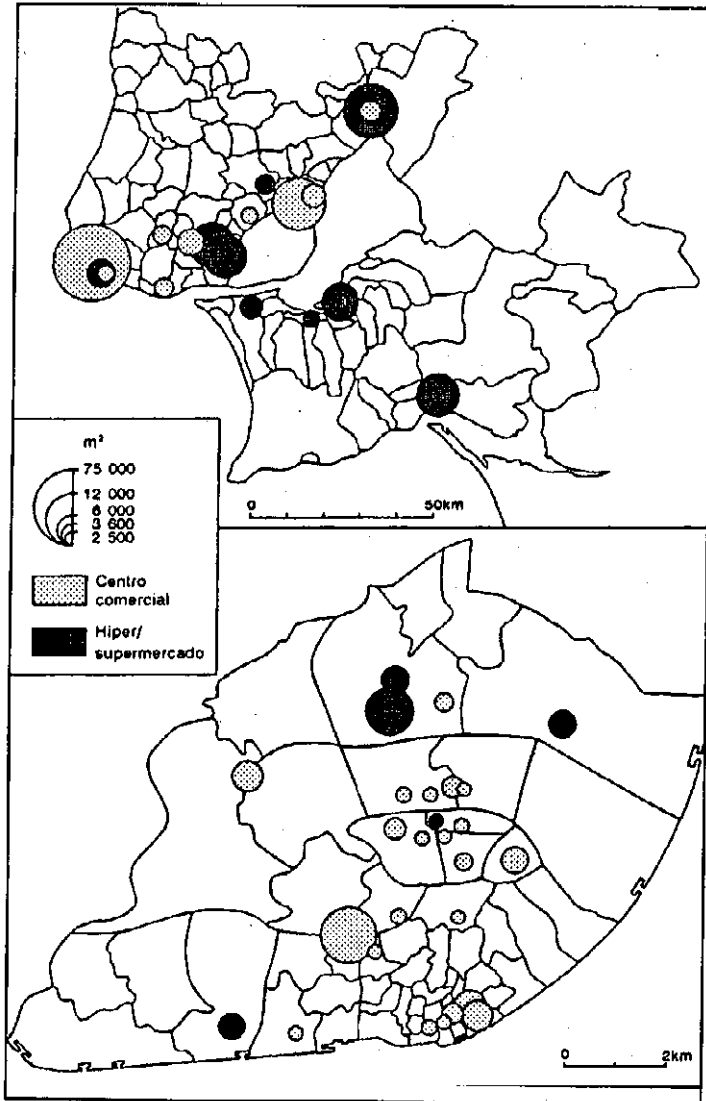 m²
75 000
12 000
6 000
3 600
2 500
Centro
comercial
Hiper/
supermercado
0 50km
0 2km